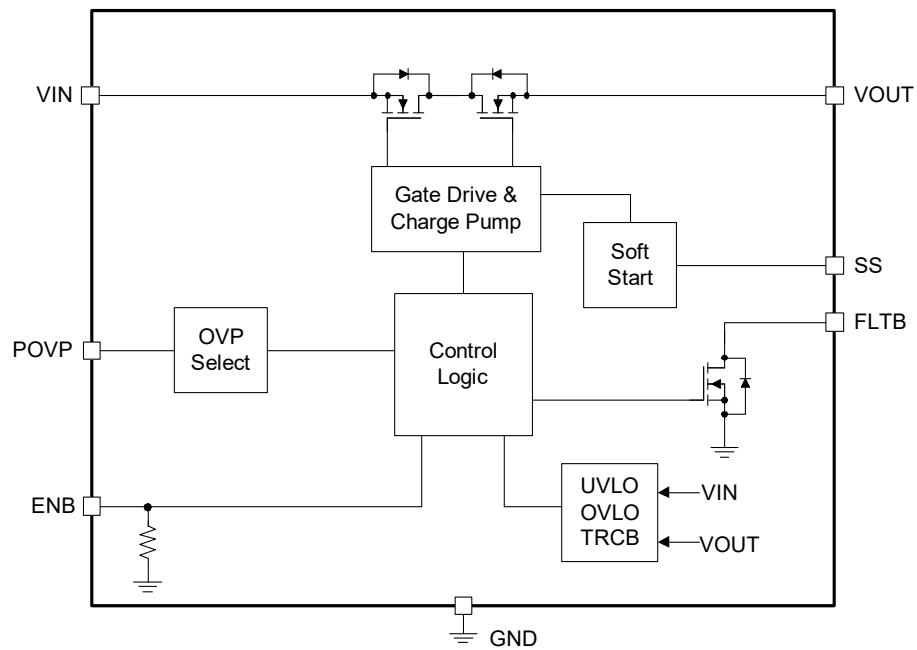 VIN
VOUT
Gate Drive &
Charge Pump
Soft
Start
SS
FLTB
POVP
OVP
Select
Control
Logic
ENB
UVLO
OVLO
TRCB
VIN
VOUT
GND